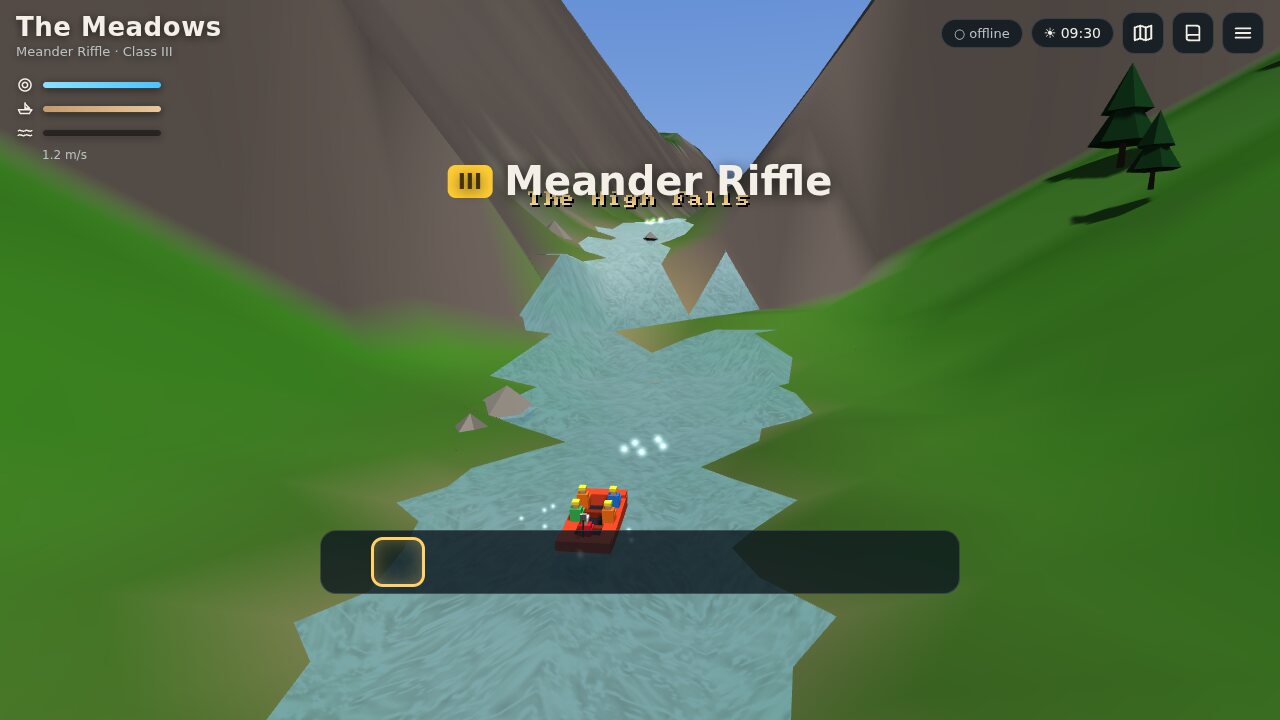 The Meadows
Meander Riffle · Class III
1.2 m/s
offline
09:30
III Meander Riffle
The High Falls